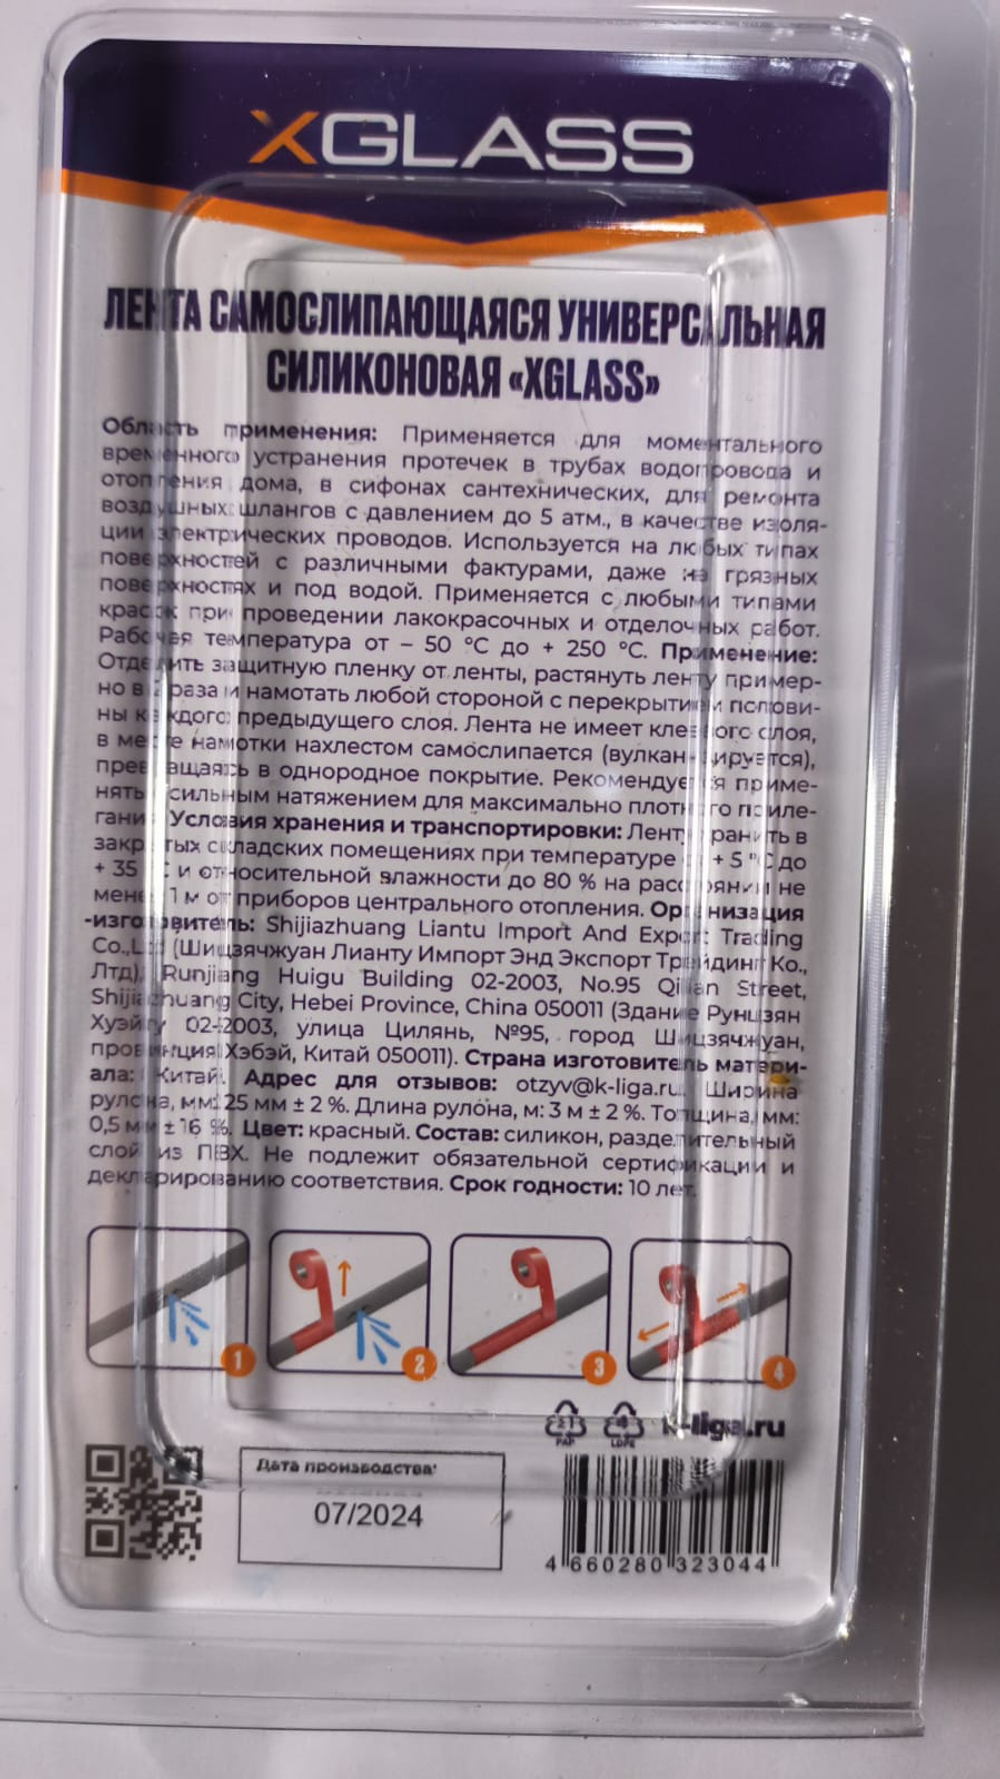 XGLASS
ЛЕНТА САМОСЛИПАЮЩАЯСЯ УНИВЕРСАЛЬНАЯ
СИЛИКОНОВАЯ «XGLASS»
Область применения: Применяется для моментального
временного устранения протечек в трубах водопровода и
отопления дома, в сифонах сантехнических, для ремонта
воздушных шлангов с давлением до 5 атм., в качестве изоля-
ции электрических проводов. Используется на любых типах
поверхностей с различными фактурами, даже на грязных
поверхностях и под водой. Применяется с любыми типами
красок при проведении лакокрасочных и отделочных работ.
Рабочая температура от – 50 °C до + 250 °C. Применение:
Отделить защитную пленку от ленты, растянуть ленту пример-
но в 2 раза и намотать любой стороной с перекрытием полови-
ны каждого предыдущего слоя. Лента не имеет клеевого слоя,
в месте намотки нахлестом самослипается (вулканизируется),
превращаясь в однородное покрытие. Рекомендуется приме-
нять с сильным натяжением для максимально плотного приле-
гания. Условия хранения и транспортировки: Ленту хранить в
закрытых складских помещениях при температуре от + 5 °C до
+ 35 °C и относительной влажности до 80 % на расстоянии не
менее 1 м от приборов центрального отопления. Организация
-изготовитель: Shijiazhuang Liantu Import And Export Trading
Co.,Ltd (Шицзячжуан Лианту Импорт Энд Экспорт Трейдинг Ко.,
Лтд), Runjiang Huigu Building 02-2003, No.95 Qilian Street,
Shijiazhuang City, Hebei Province, China 050011 (Здание Рунцзян
Хуэйгу 02-2003, улица Цилянь, №95, город Шицзячжуан,
провинция Хэбэй, Китай 050011). Страна изготовитель матери-
ала: Китай. Адрес для отзывов: otzyv@k-liga.ru. Ширина
рулона, мм: 25 мм ± 2 %. Длина рулона, м: 3 м ± 2 %. Толщина, мм:
0,5 мм ± 16 %. Цвет: красный. Состав: силикон, разделительный
слой из ПВХ. Не подлежит обязательной сертификации и
декларированию соответствия. Срок годности: 10 лет.
1 2 3 4
21 PAP 4 LDPE k-liga.ru
Дата производства:
07/2024
4 660280 323044